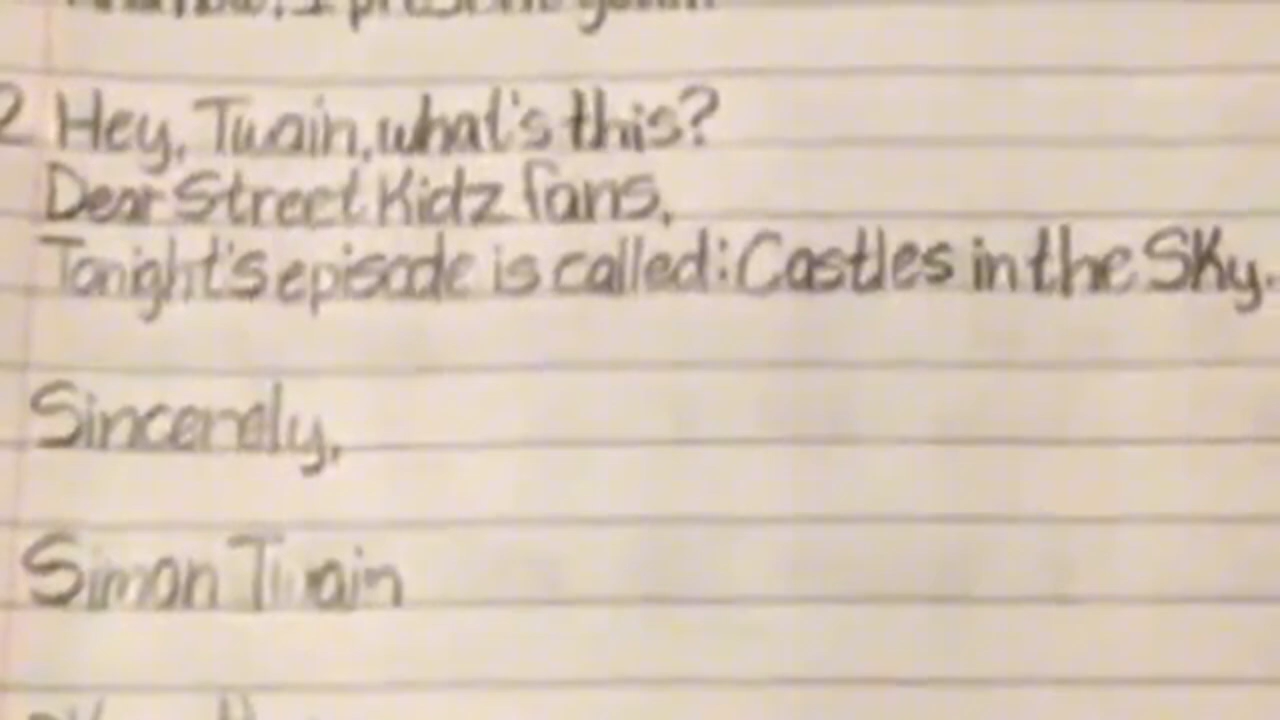 I present
2 Hey, Twain, what's this?
Dear Street Kidz fans,
Tonight's episode is called: Castles in the Sky.
Sincerely,
Simon Twain